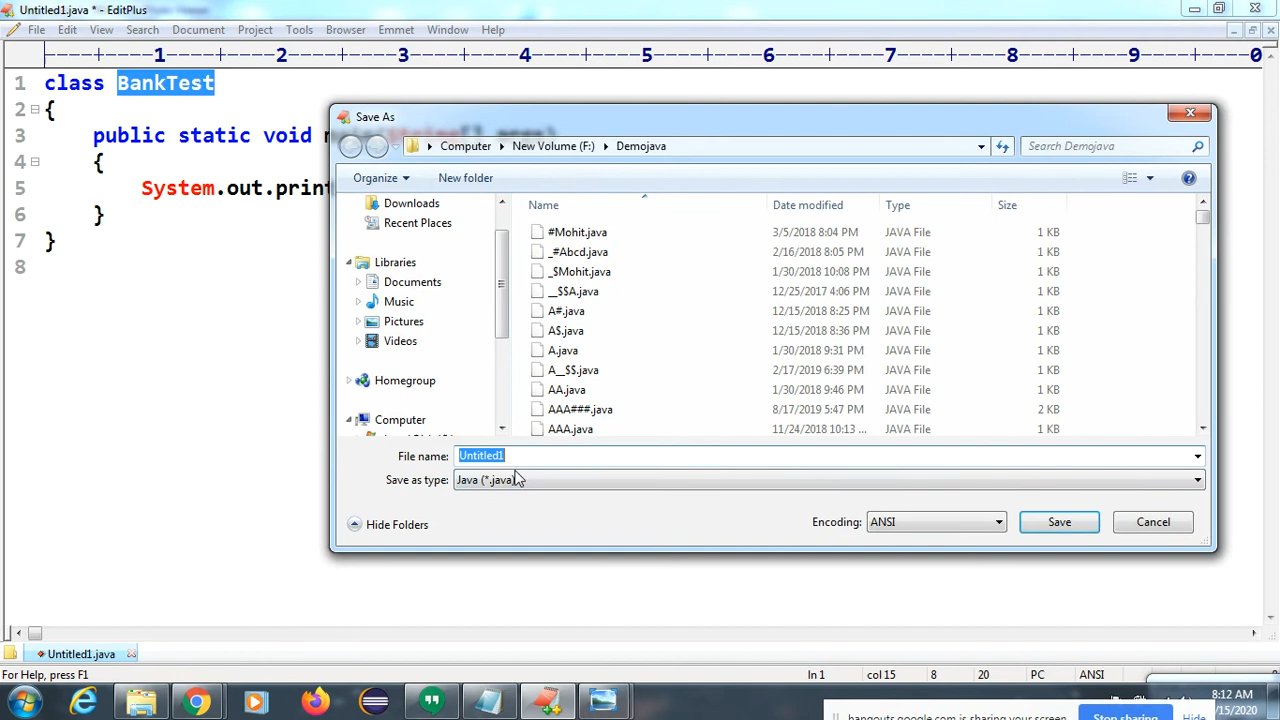 Untitled1.java * - EditPlus
File Edit View Search Document Project Tools Browser Emmet Window Help
----+----1----+----2----+----3----+----4----+----5----+----6----+----7----+----8----+----9----+----0
1 class BankTest
2 {
3 public static void
4 {
5 System.out.print
6 }
7 }
8
Save As
Computer New Volume (F:) Demojava
Search Demojava
Organize New folder
Downloads
Recent Places
Libraries
Documents
Music
Pictures
Videos
Homegroup
Computer
Name Date modified Type Size
#Mohit.java 3/5/2018 8:04 PM JAVA File 1 KB
_#Abcd.java 2/16/2018 8:05 PM JAVA File 1 KB
_$Mohit.java 1/30/2018 10:08 PM JAVA File 1 KB
__$$A.java 12/25/2017 4:06 PM JAVA File 1 KB
A#.java 12/15/2018 8:25 PM JAVA File 1 KB
A$.java 12/15/2018 8:36 PM JAVA File 1 KB
A.java 1/30/2018 9:31 PM JAVA File 1 KB
A__$$.java 2/17/2019 6:39 PM JAVA File 1 KB
AA.java 1/30/2018 9:46 PM JAVA File 1 KB
AAA###.java 8/17/2019 5:47 PM JAVA File 2 KB
AAA.java 11/24/2018 10:13 ... JAVA File 1 KB
File name: Untitled1
Save as type: Java (*.java)
Hide Folders
Encoding: ANSI Save Cancel
Untitled1.java
For Help, press F1
ln 1 col 15 8 20 PC ANSI
8:12 AM
/15/2020
hangouts.google.com is sharing your screen.
Stop sharing
Hide